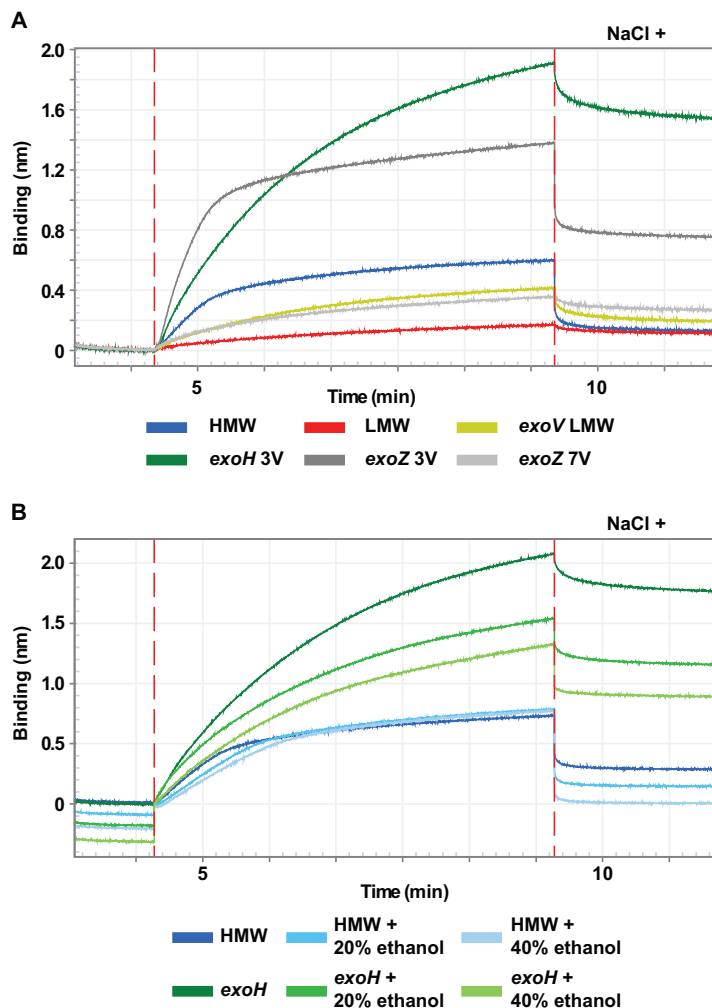 A
NaCl +
2.0
1.6
1.2
0.8
0.4
0
Binding (nm)
5
10
Time (min)
HMW
LMW
exoV LMW
exoH 3V
exoZ 3V
exoZ 7V
B
NaCl +
2.0
1.5
1.0
0.5
0
Binding (nm)
5
10
Time (min)
HMW
HMW +
20% ethanol
HMW +
40% ethanol
exoH
exoH +
20% ethanol
exoH +
40% ethanol